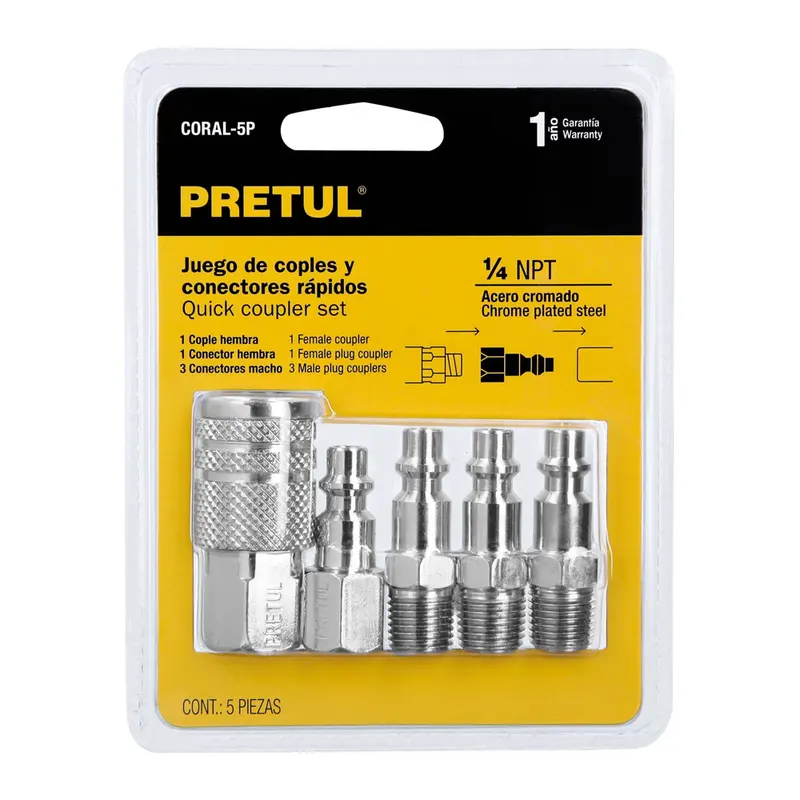 CORAL-5P
1 año Garantía
Warranty
PRETUL®
Juego de coples y
conectores rápidos
Quick coupler set
1 Cople hembra 1 Female coupler
1 Conector hembra 1 Female plug coupler
3 Conectores macho 3 Male plug couplers
1/4 NPT
Acero cromado
Chrome plated steel
PRETUL
PRETUL
CONT.: 5 PIEZAS